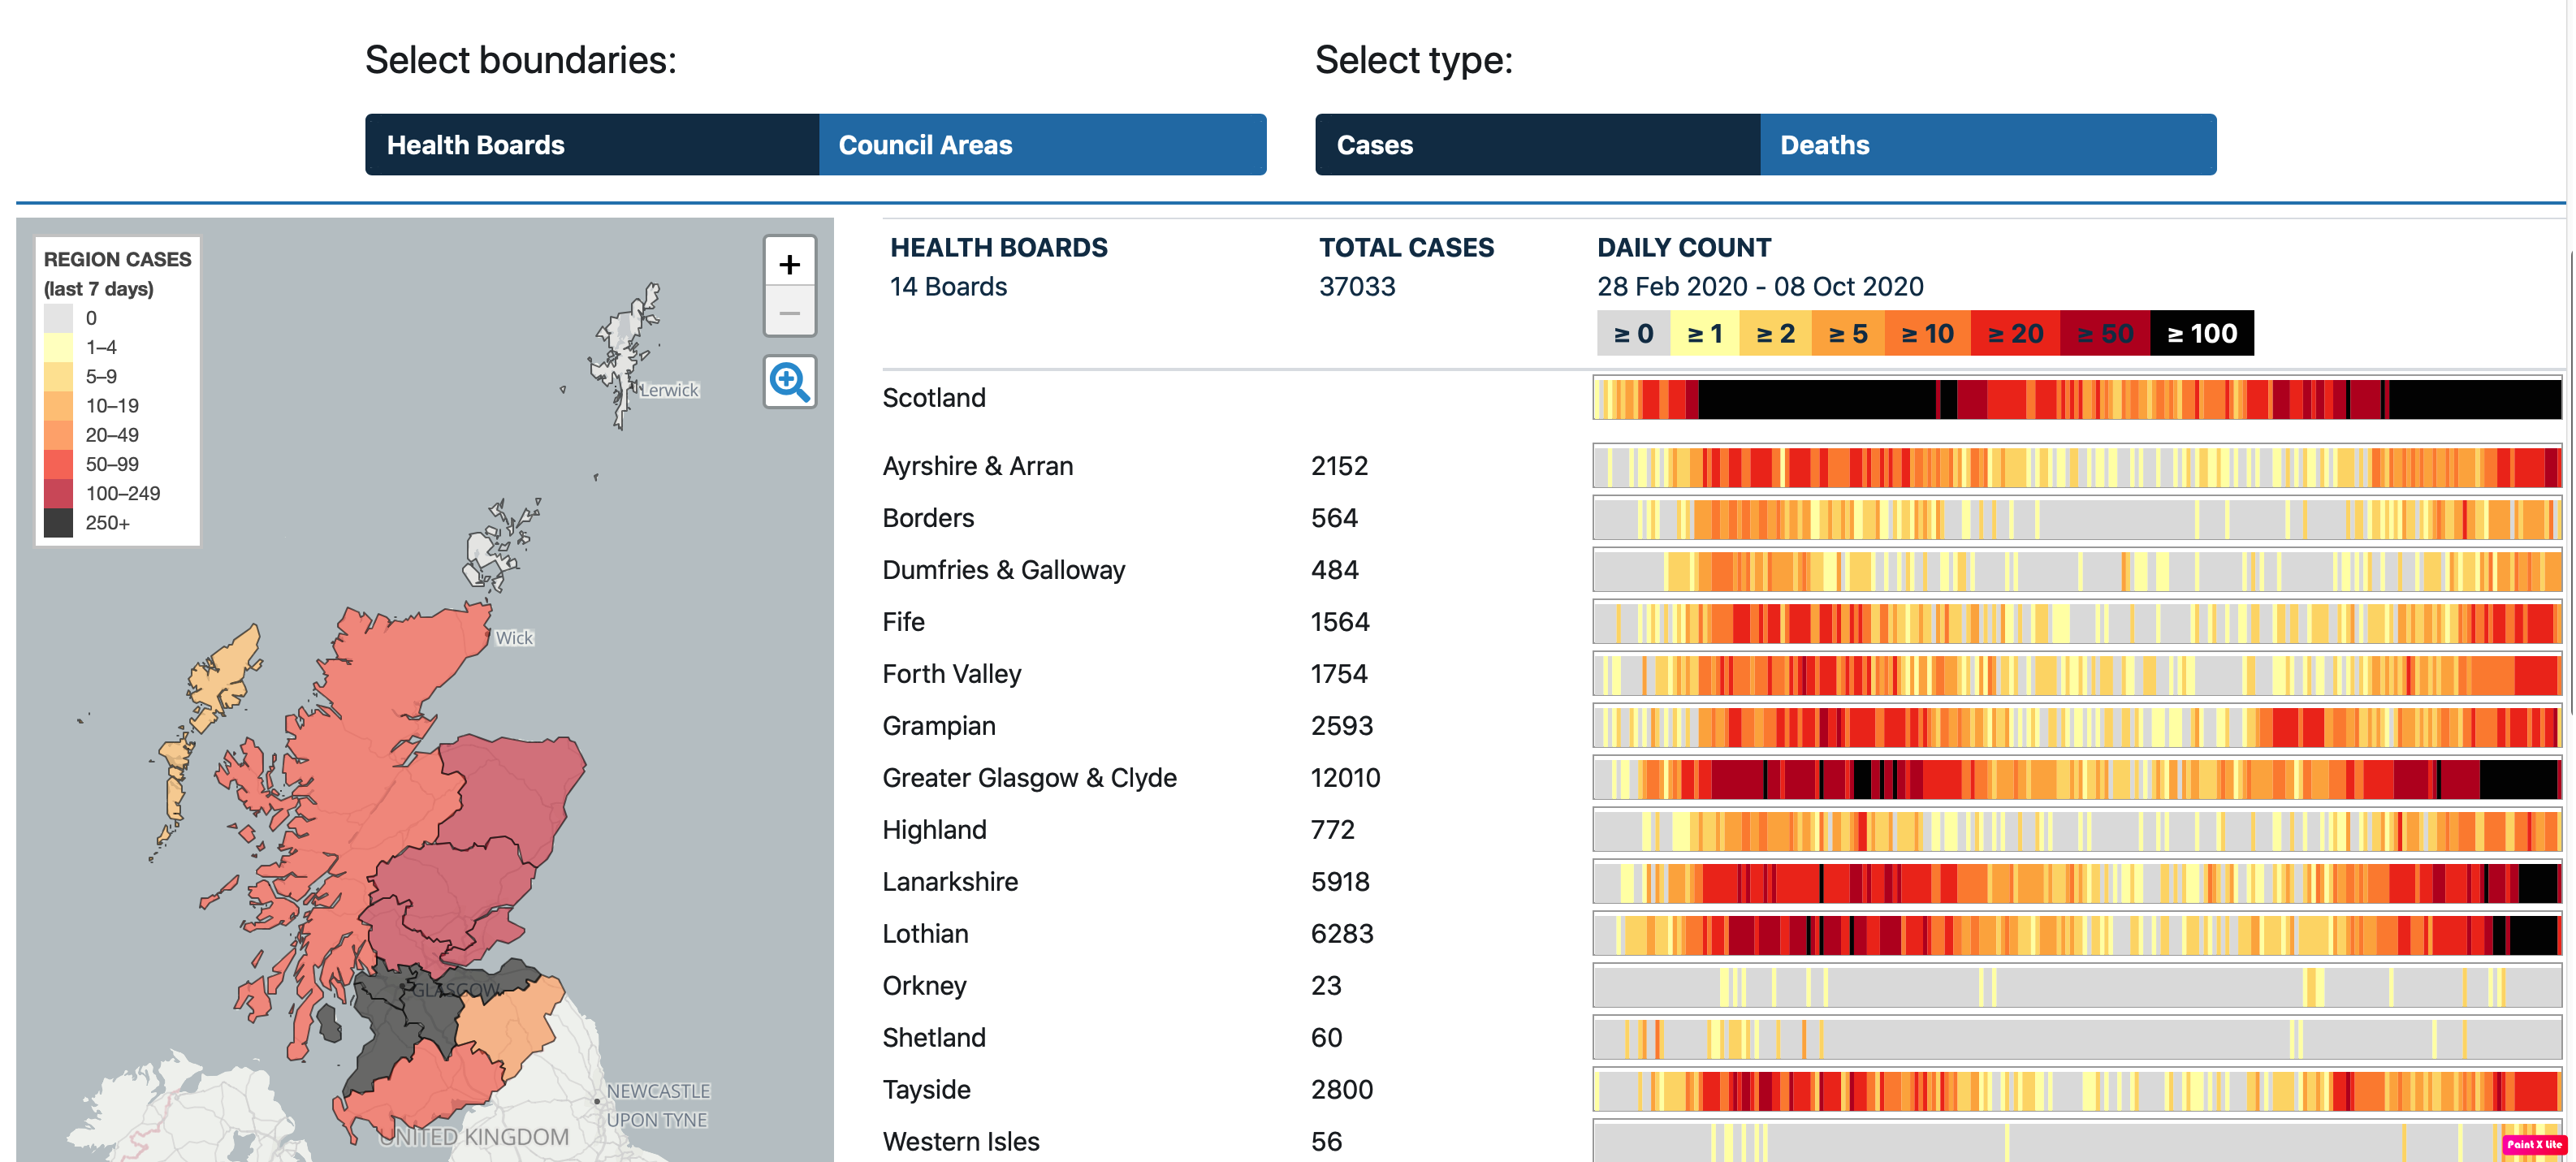 Select boundaries:
Select type:
Health Boards
Council Areas
Cases
Deaths
REGION CASES
(last 7 days)
0
1–4
5–9
10–19
20–49
50–99
100–249
250+
+
−
Lerwick
Wick
GLASGOW
NEWCASTLE
UPON TYNE
UNITED KINGDOM
HEALTH BOARDS
14 Boards
TOTAL CASES
37033
DAILY COUNT
28 Feb 2020 - 08 Oct 2020
≥ 0 ≥ 1 ≥ 2 ≥ 5 ≥ 10 ≥ 20 ≥ 50 ≥ 100
Scotland
Ayrshire & Arran 2152
Borders 564
Dumfries & Galloway 484
Fife 1564
Forth Valley 1754
Grampian 2593
Greater Glasgow & Clyde 12010
Highland 772
Lanarkshire 5918
Lothian 6283
Orkney 23
Shetland 60
Tayside 2800
Western Isles 56
Paint X Lite